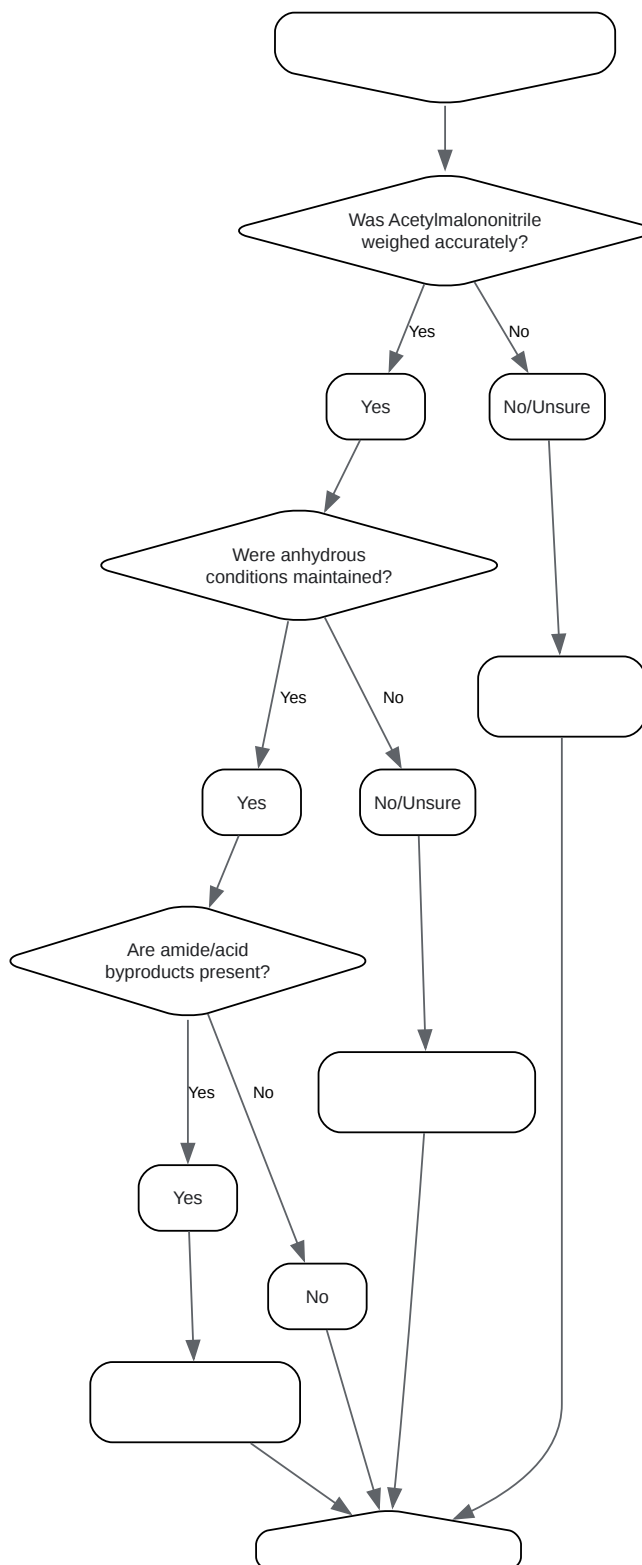 Was Acetylmalononitrile
weighed accurately?
Yes
No
Yes
No/Unsure
Were anhydrous
conditions maintained?
Yes
No
Yes
No/Unsure
Are amide/acid
byproducts present?
Yes
No
Yes
No